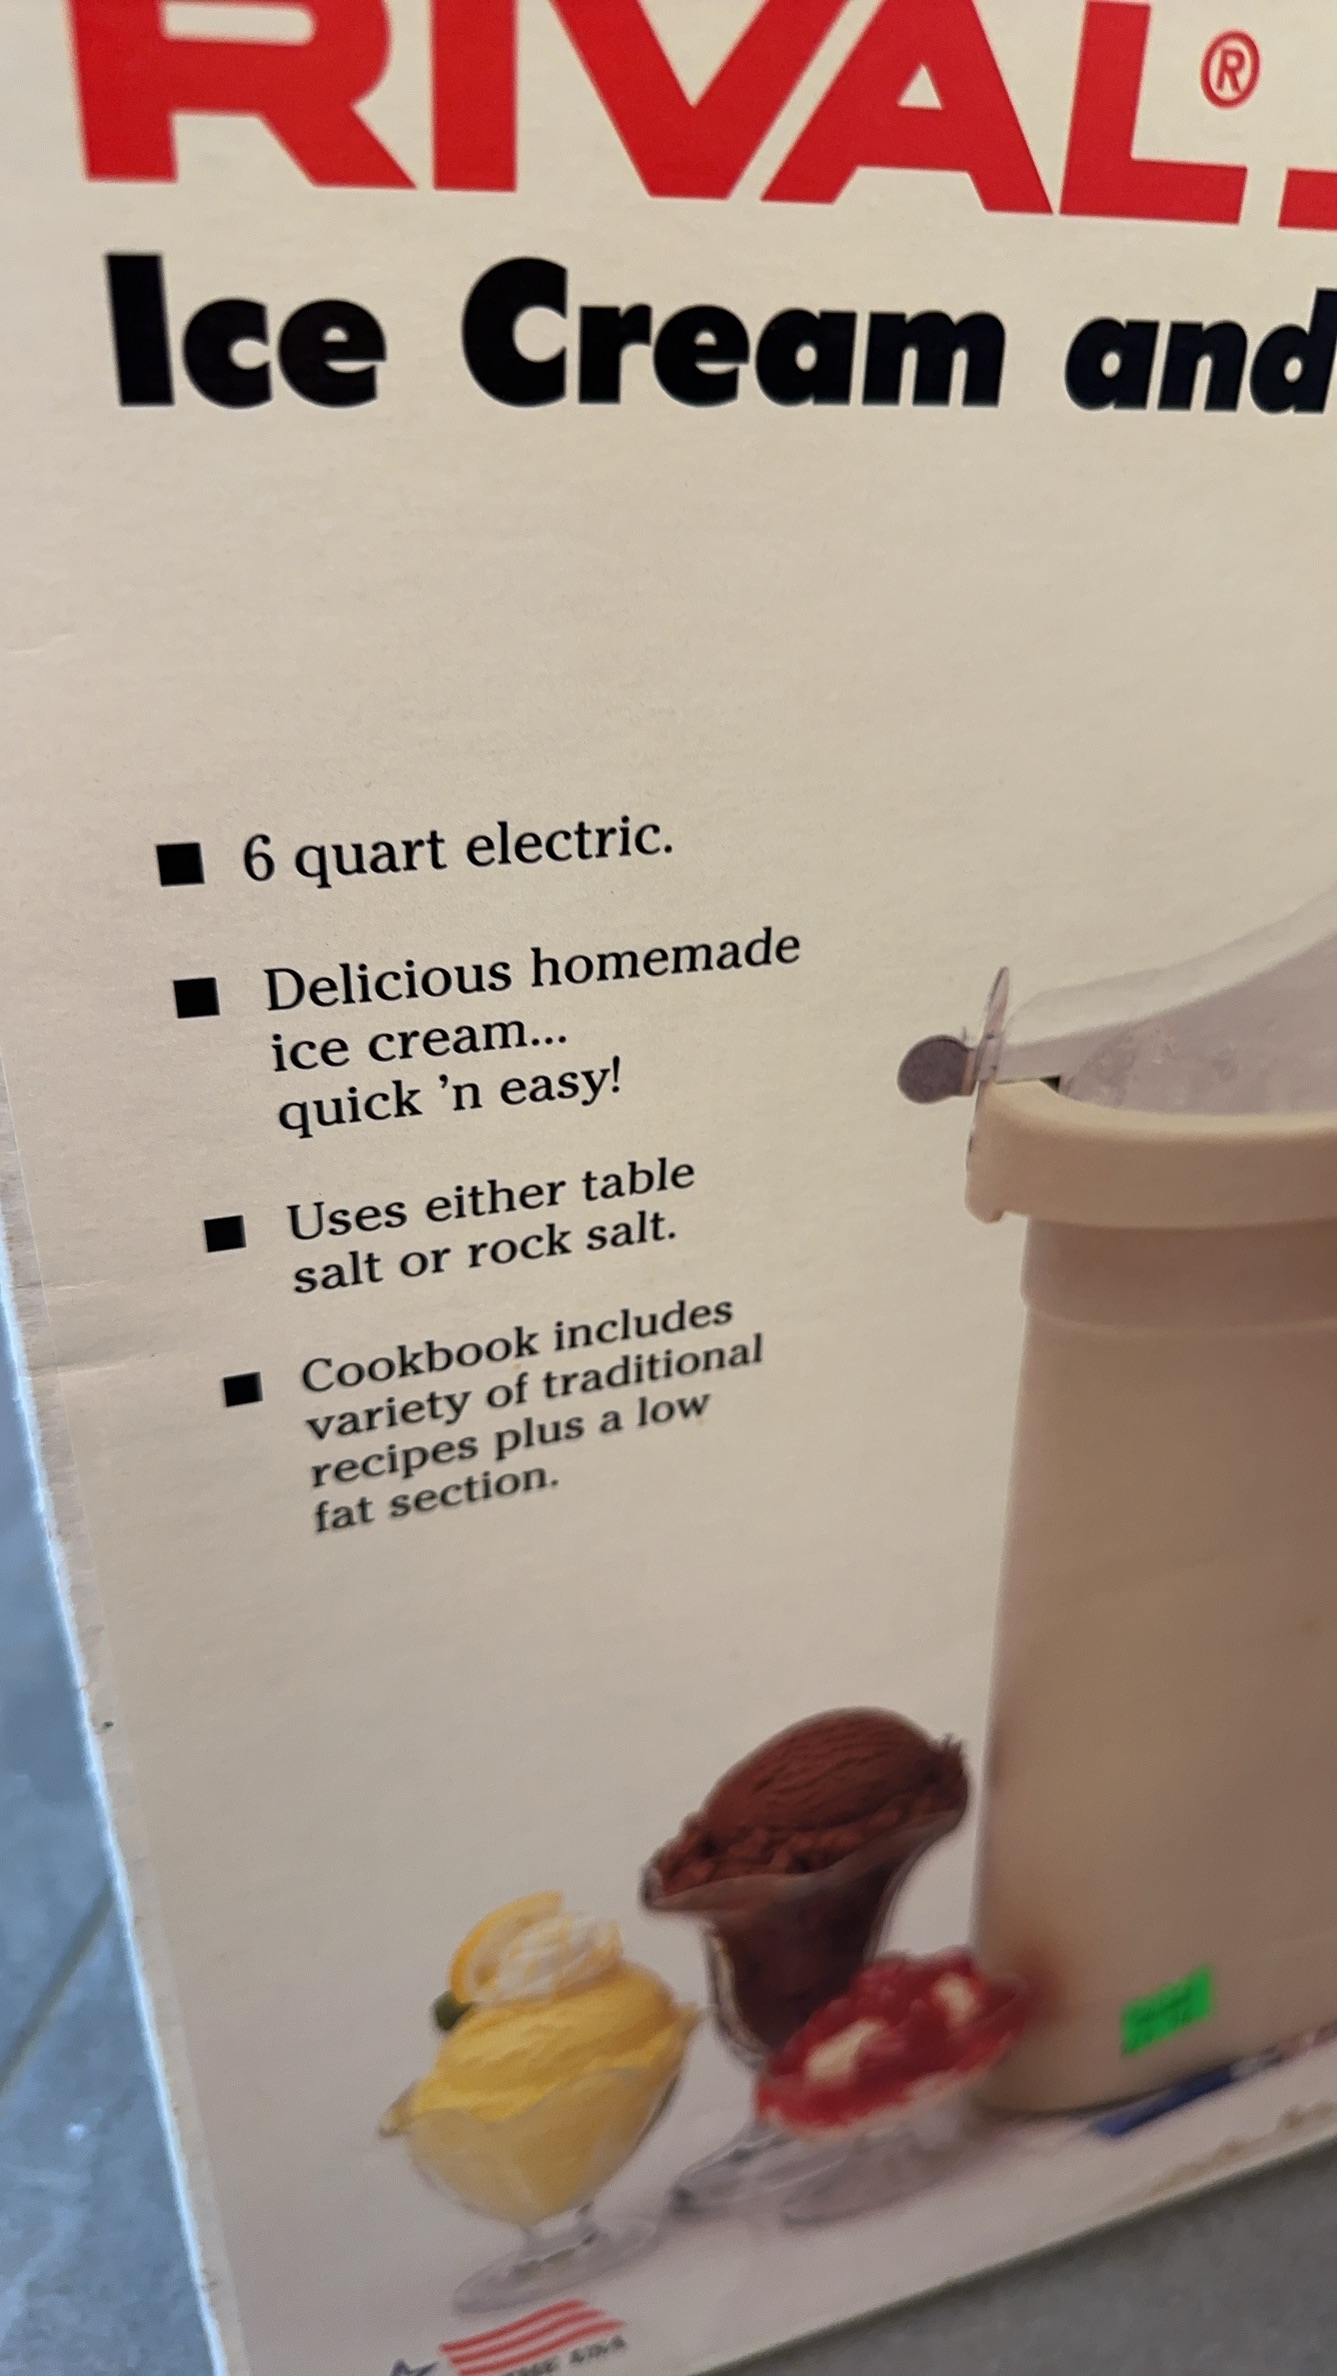 RIVAL®
Ice Cream and
■ 6 quart electric.
■ Delicious homemade
ice cream...
quick 'n easy!
■ Uses either table
salt or rock salt.
■ Cookbook includes
variety of traditional
recipes plus a low
fat section.
USA